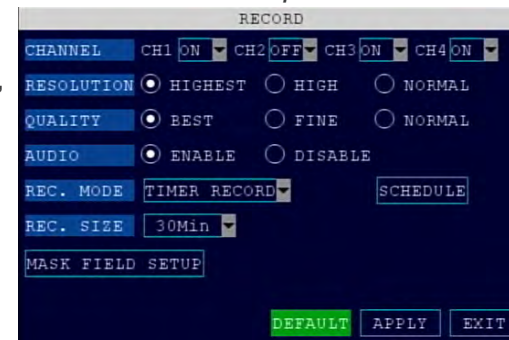 RECORD
CHANNEL CH1 ON CH2 OFF CH3 ON CH4 ON
RESOLUTION HIGHEST HIGH NORMAL
QUALITY BEST FINE NORMAL
AUDIO ENABLE DISABLE
REC. MODE TIMER RECORD SCHEDULE
REC. SIZE 30Min
MASK FIELD SETUP
DEFAULT APPLY EXIT